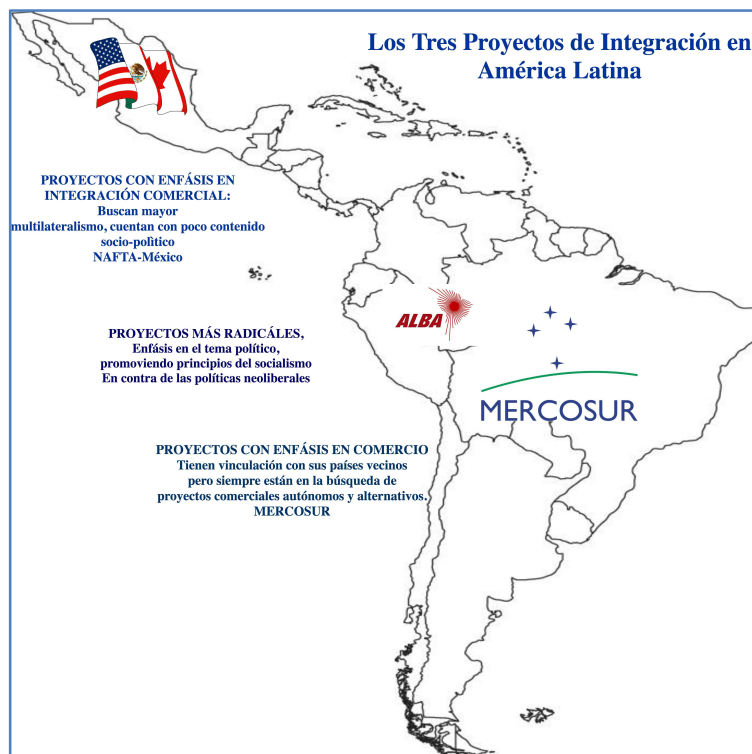 Los Tres Proyectos de Integración en
América Latina
PROYECTOS CON ENFÁSIS EN
INTEGRACIÓN COMERCIAL:
Buscan mayor
multilateralismo, cuentan con poco contenido
socio-polìtico
NAFTA-México
ALBA
MERCOSUR
PROYECTOS MÁS RADICÁLES,
Enfásis en el tema político,
promoviendo principios del socialismo
En contra de las políticas neoliberales
PROYECTOS CON ENFÁSIS EN COMERCIO
Tienen vinculación con sus países vecinos
pero siempre están en la búsqueda de
proyectos comerciales autónomos y alternativos.
MERCOSUR